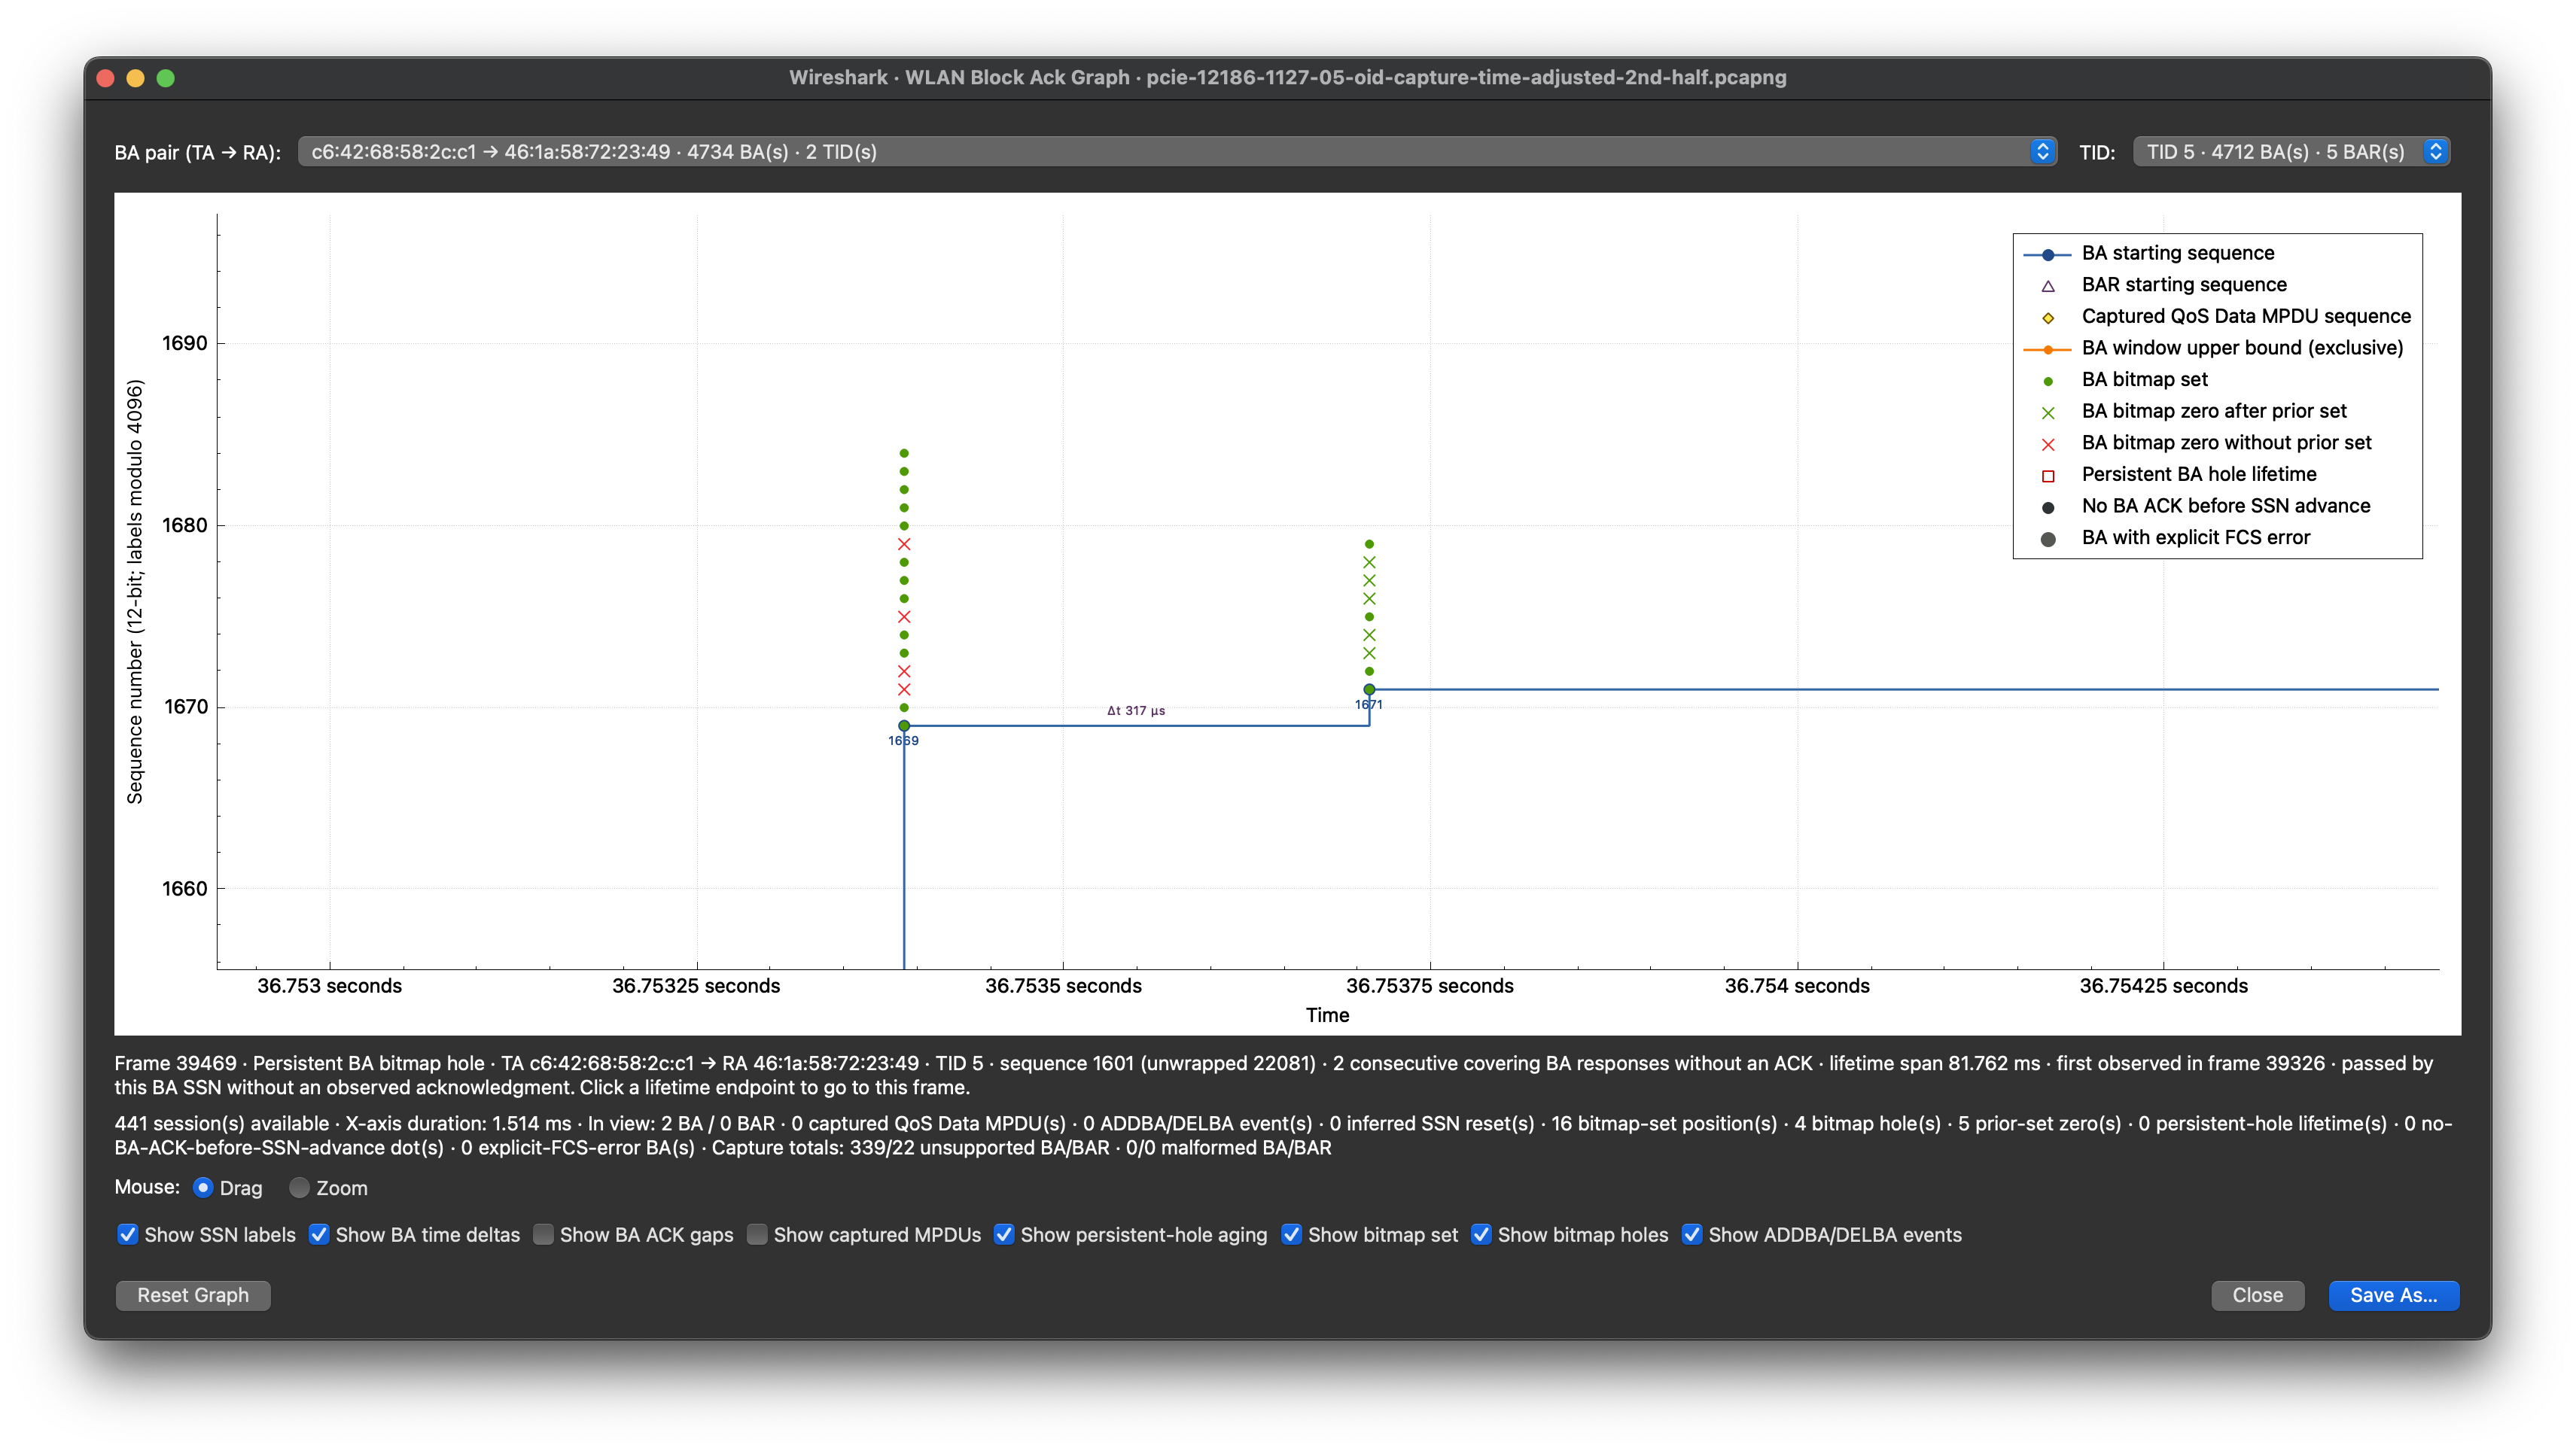 Wireshark · WLAN Block Ack Graph · pcie-12186-1127-05-oid-capture-time-adjusted-2nd-half.pcapng
BA pair (TA → RA):
c6:42:68:58:2c:c1 → 46:1a:58:72:23:49 · 4734 BA(s) · 2 TID(s)
TID:
TID 5 · 4712 BA(s) · 5 BAR(s)
BA starting sequence
BAR starting sequence
Captured QoS Data MPDU sequence
BA window upper bound (exclusive)
BA bitmap set
BA bitmap zero after prior set
BA bitmap zero without prior set
Persistent BA hole lifetime
No BA ACK before SSN advance
BA with explicit FCS error
Sequence number (12-bit; labels modulo 4096)
1690
1680
1670
1660
1669
Δt 317 µs
1671
36.753 seconds
36.75325 seconds
36.7535 seconds
36.75375 seconds
36.754 seconds
36.75425 seconds
Time
Frame 39469 · Persistent BA bitmap hole · TA c6:42:68:58:2c:c1 → RA 46:1a:58:72:23:49 · TID 5 · sequence 1601 (unwrapped 22081) · 2 consecutive covering BA responses without an ACK · lifetime span 81.762 ms · first observed in frame 39326 · passed by
this BA SSN without an observed acknowledgment. Click a lifetime endpoint to go to this frame.
441 session(s) available · X-axis duration: 1.514 ms · In view: 2 BA / 0 BAR · 0 captured QoS Data MPDU(s) · 0 ADDBA/DELBA event(s) · 0 inferred SSN reset(s) · 16 bitmap-set position(s) · 4 bitmap hole(s) · 5 prior-set zero(s) · 0 persistent-hole lifetime(s) · 0 no-
BA-ACK-before-SSN-advance dot(s) · 0 explicit-FCS-error BA(s) · Capture totals: 339/22 unsupported BA/BAR · 0/0 malformed BA/BAR
Mouse: Drag Zoom
Show SSN labels Show BA time deltas Show BA ACK gaps Show captured MPDUs Show persistent-hole aging Show bitmap set Show bitmap holes Show ADDBA/DELBA events
Reset Graph
Close
Save As...